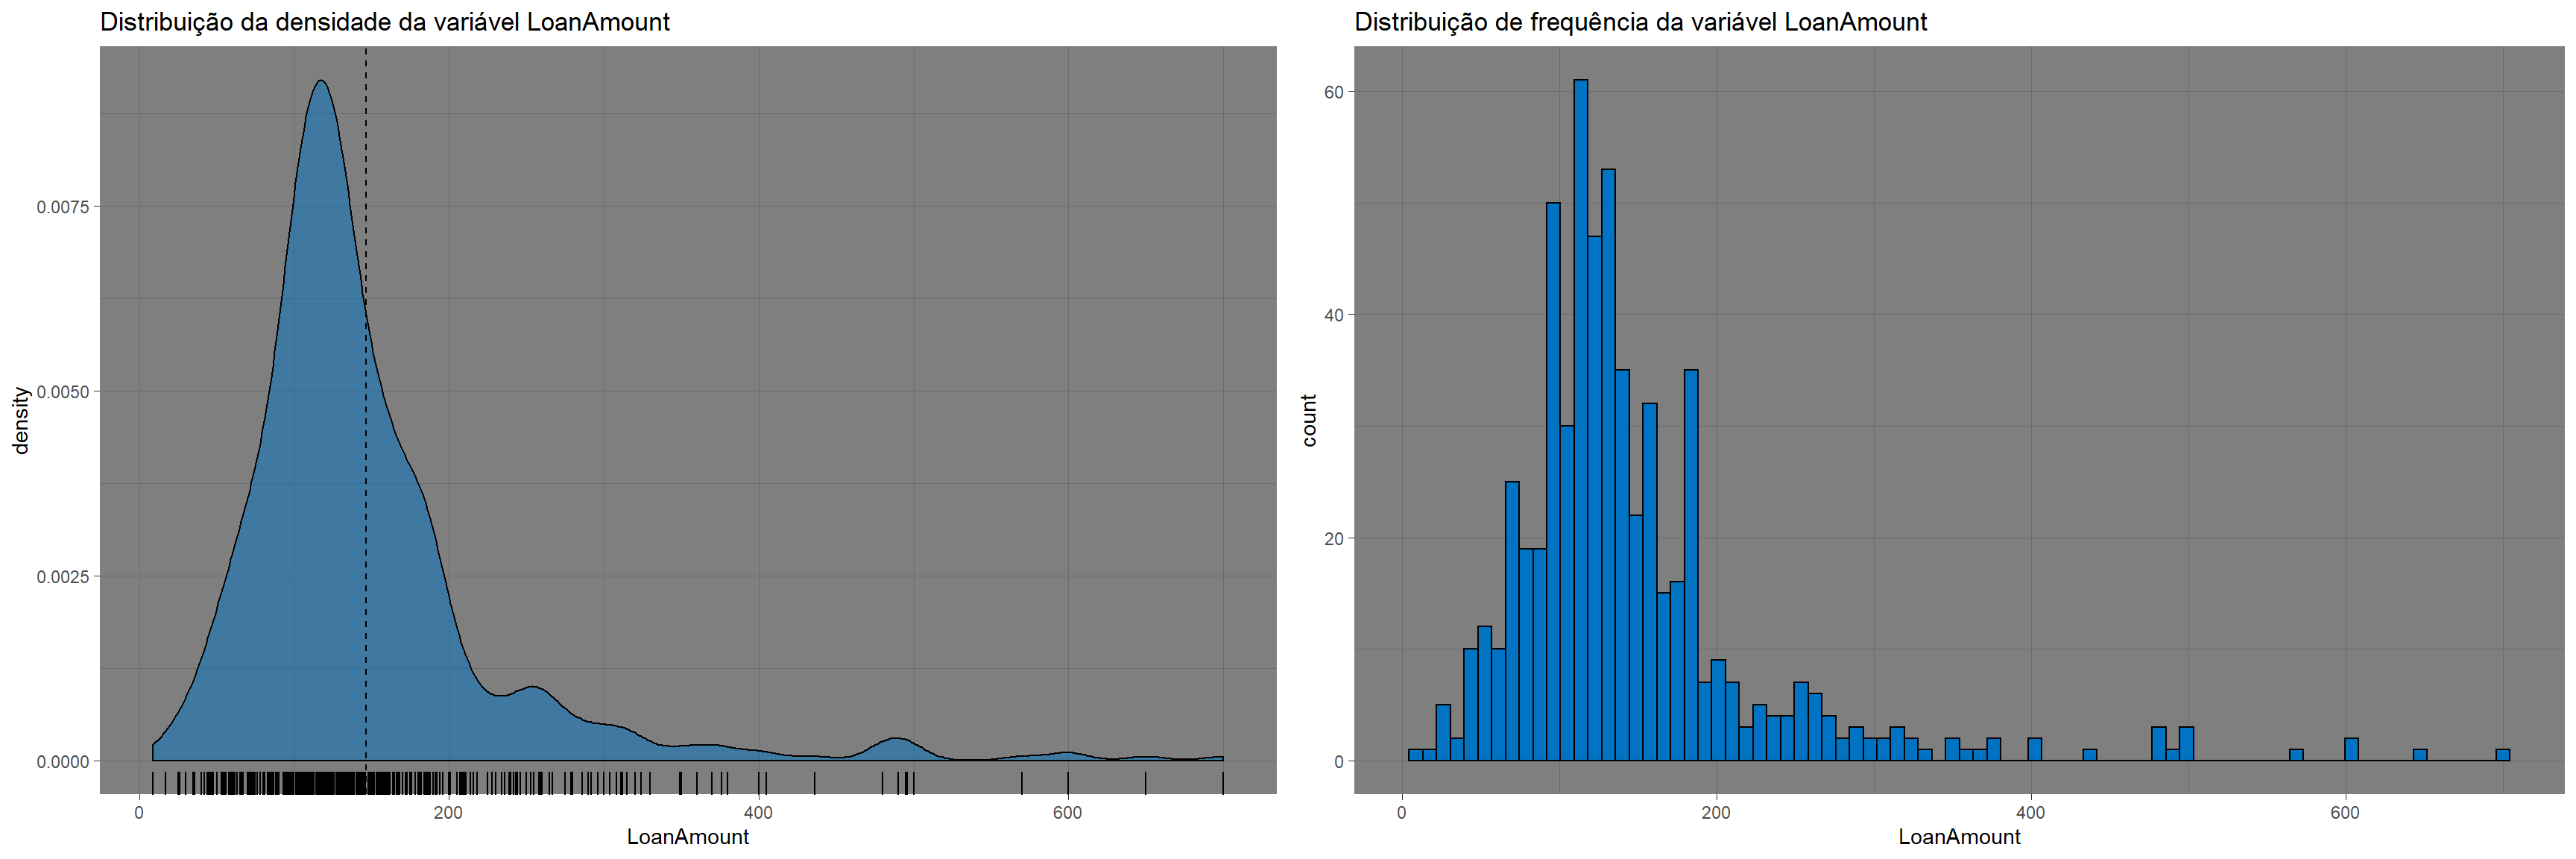 Distribuição da densidade da variável LoanAmount
0.0075
0.0050
0.0025
0.0000
density
0 200 400 600
LoanAmount
Distribuição de frequência da variável LoanAmount
60
40
20
0
count
0 200 400 600
LoanAmount